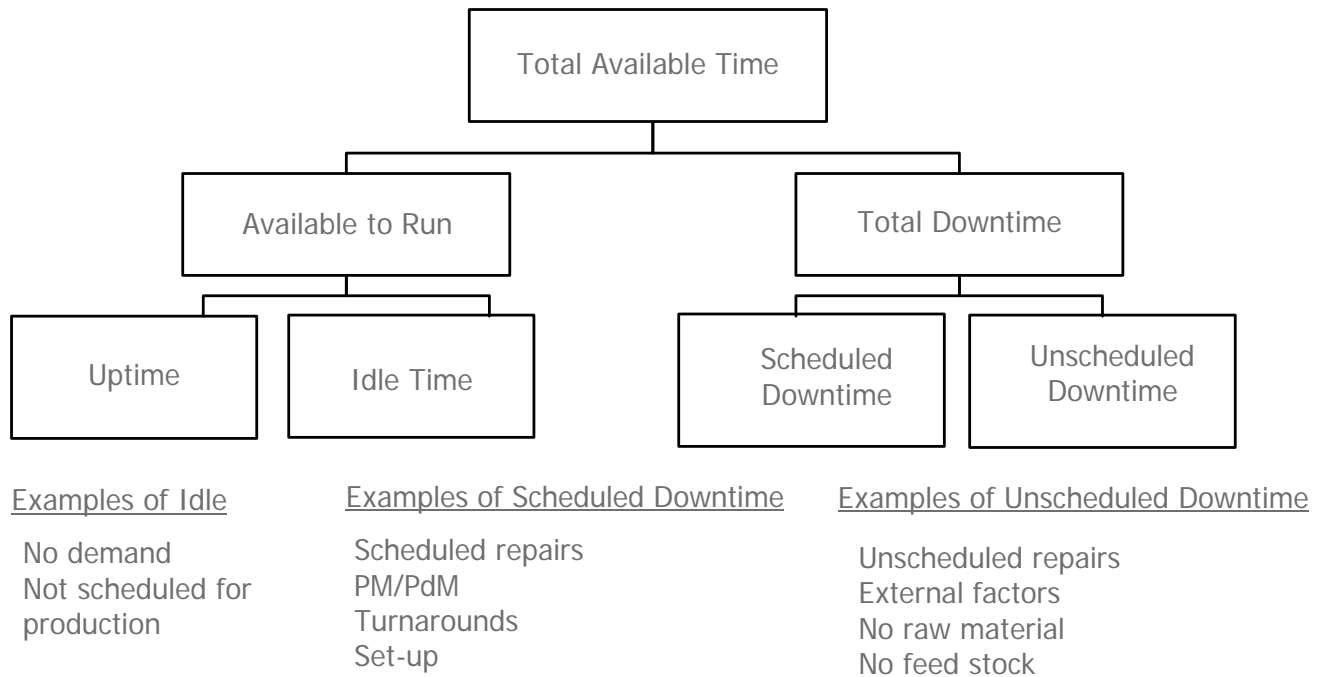 Total Available Time
Available to Run
Total Downtime
Uptime
Idle Time
Scheduled
Downtime
Unscheduled
Downtime
Examples of Idle
No demand
Not scheduled for
production
Examples of Scheduled Downtime
Scheduled repairs
PM/PdM
Turnarounds
Set-up
Examples of Unscheduled Downtime
Unscheduled repairs
External factors
No raw material
No feed stock